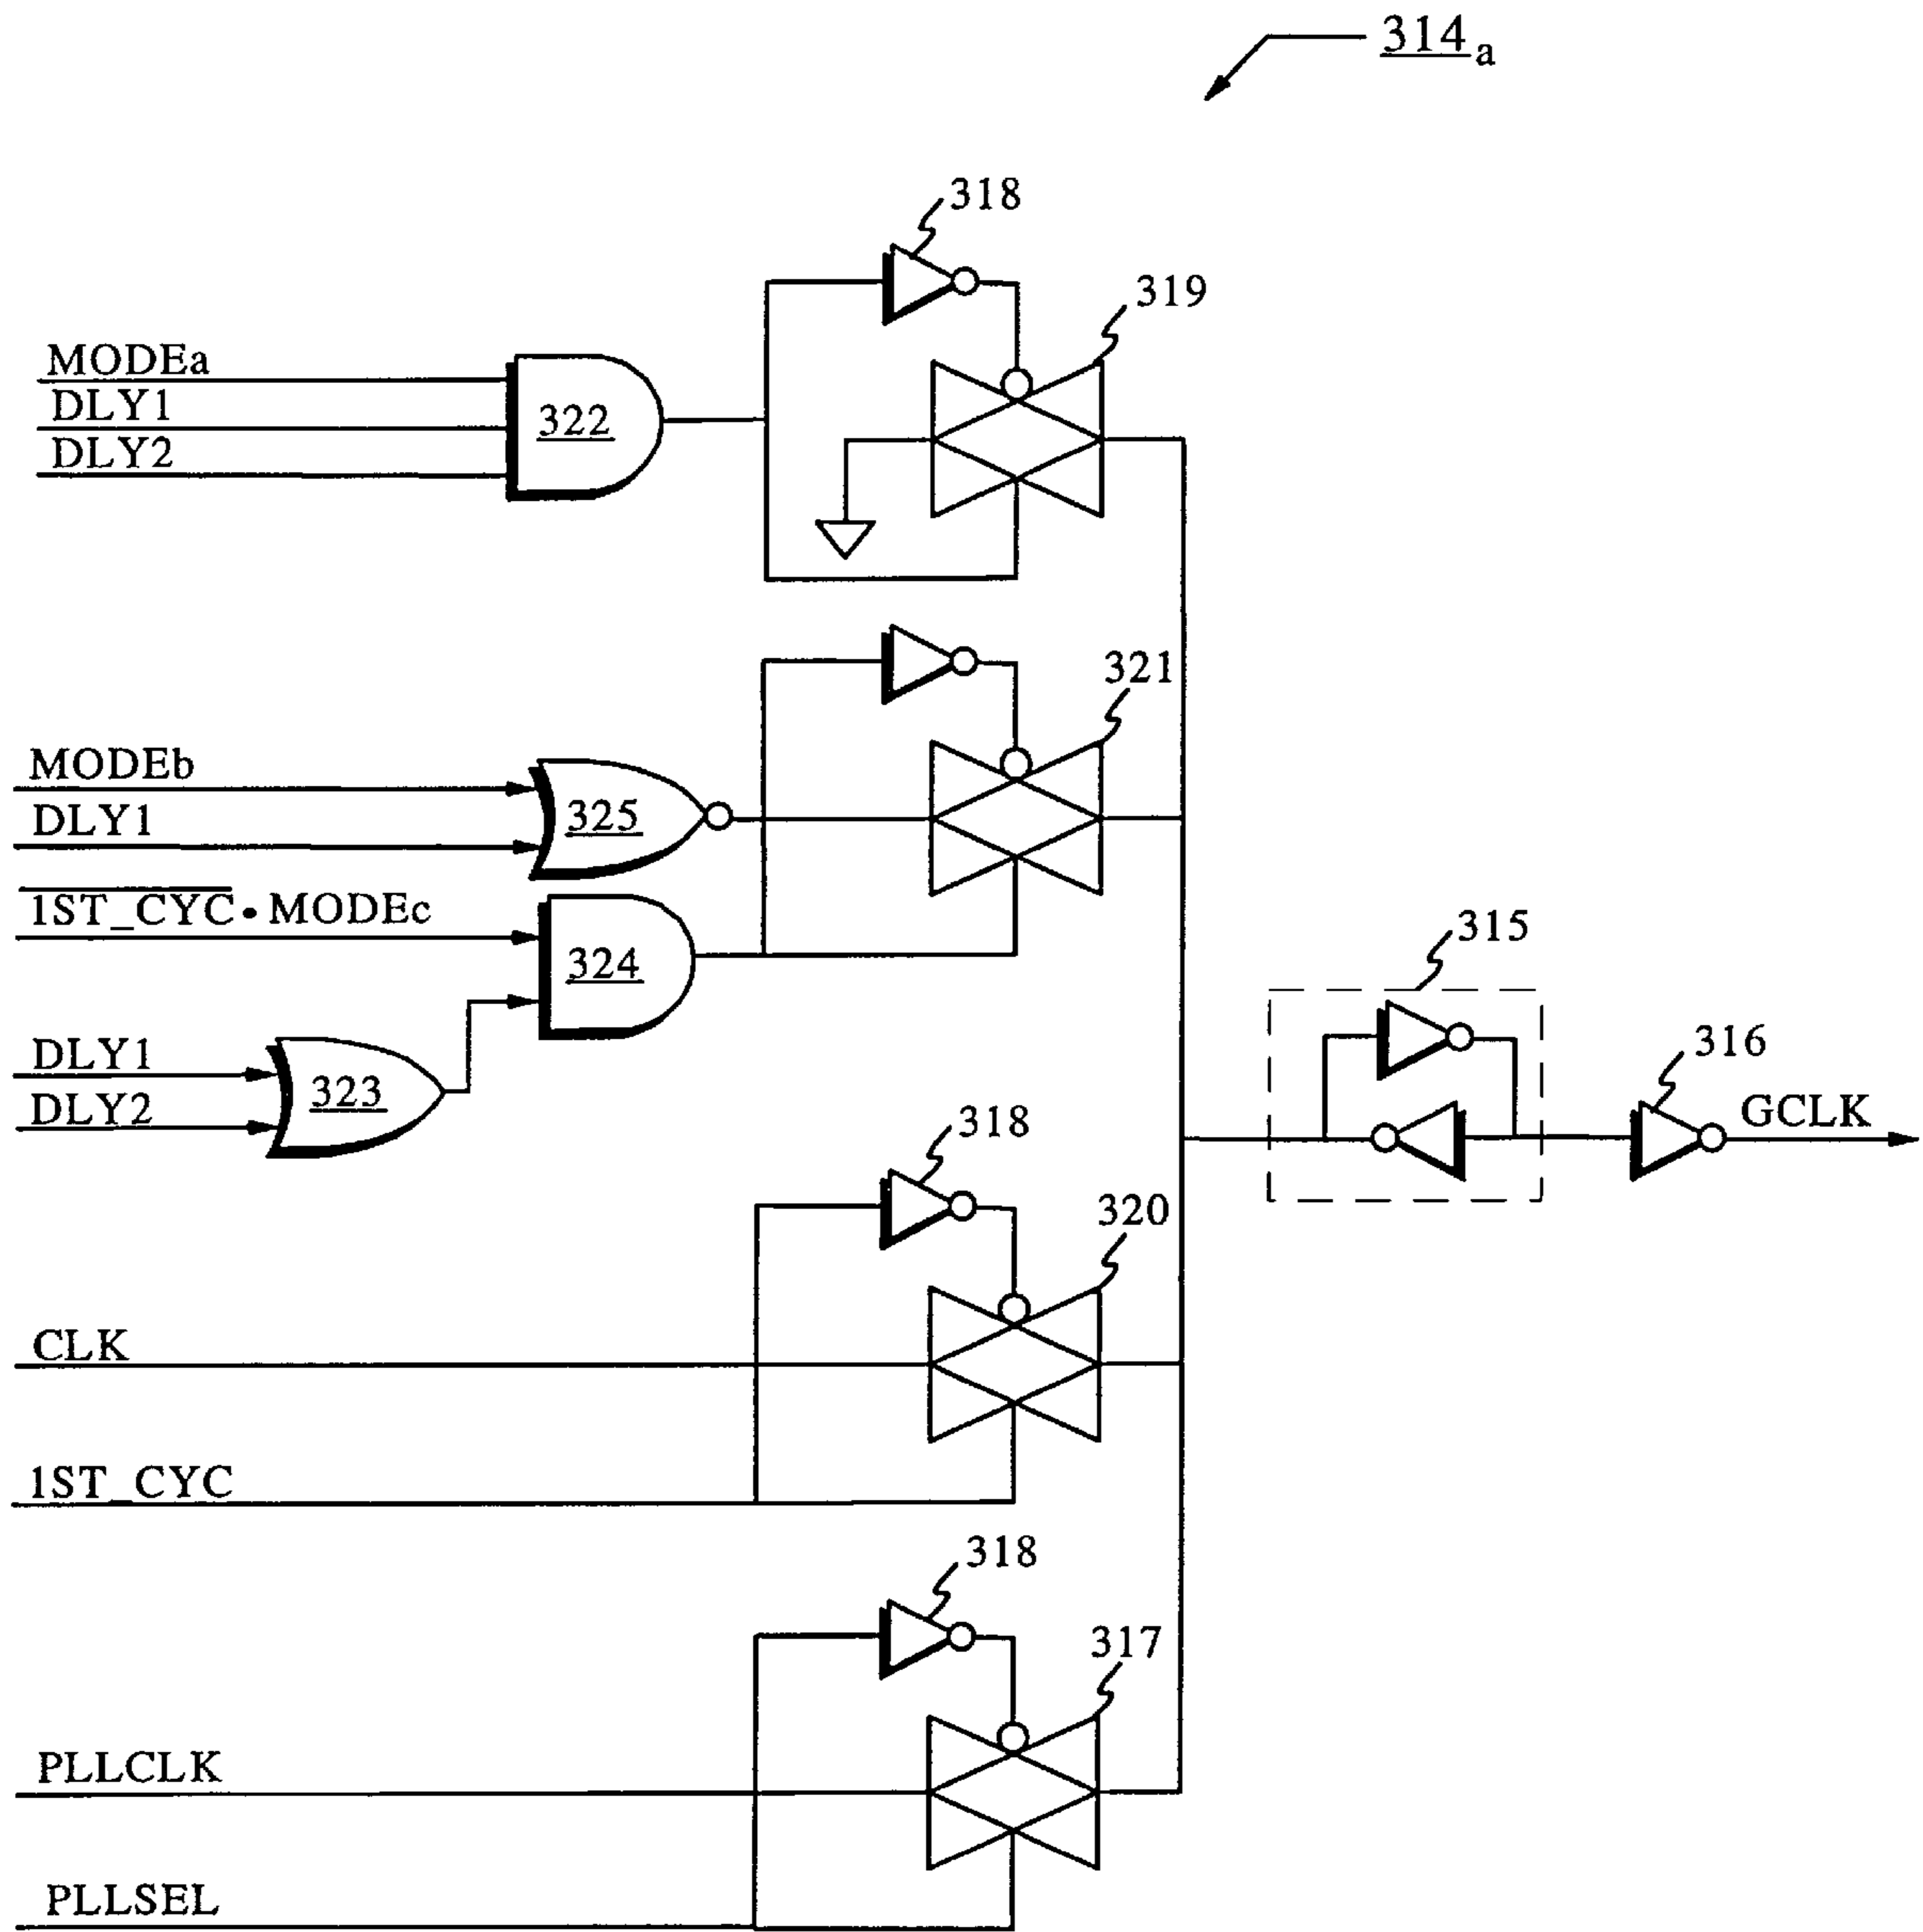 314a
318
319
MODEa
DLY1
322
DLY2
321
MODEb
325
DLY1
1ST_CYC • MODEc
315
324
316
DLY1
323
GCLK
DLY2
318
320
CLK
1ST_CYC
318
317
PLLCLK
PLLSEL